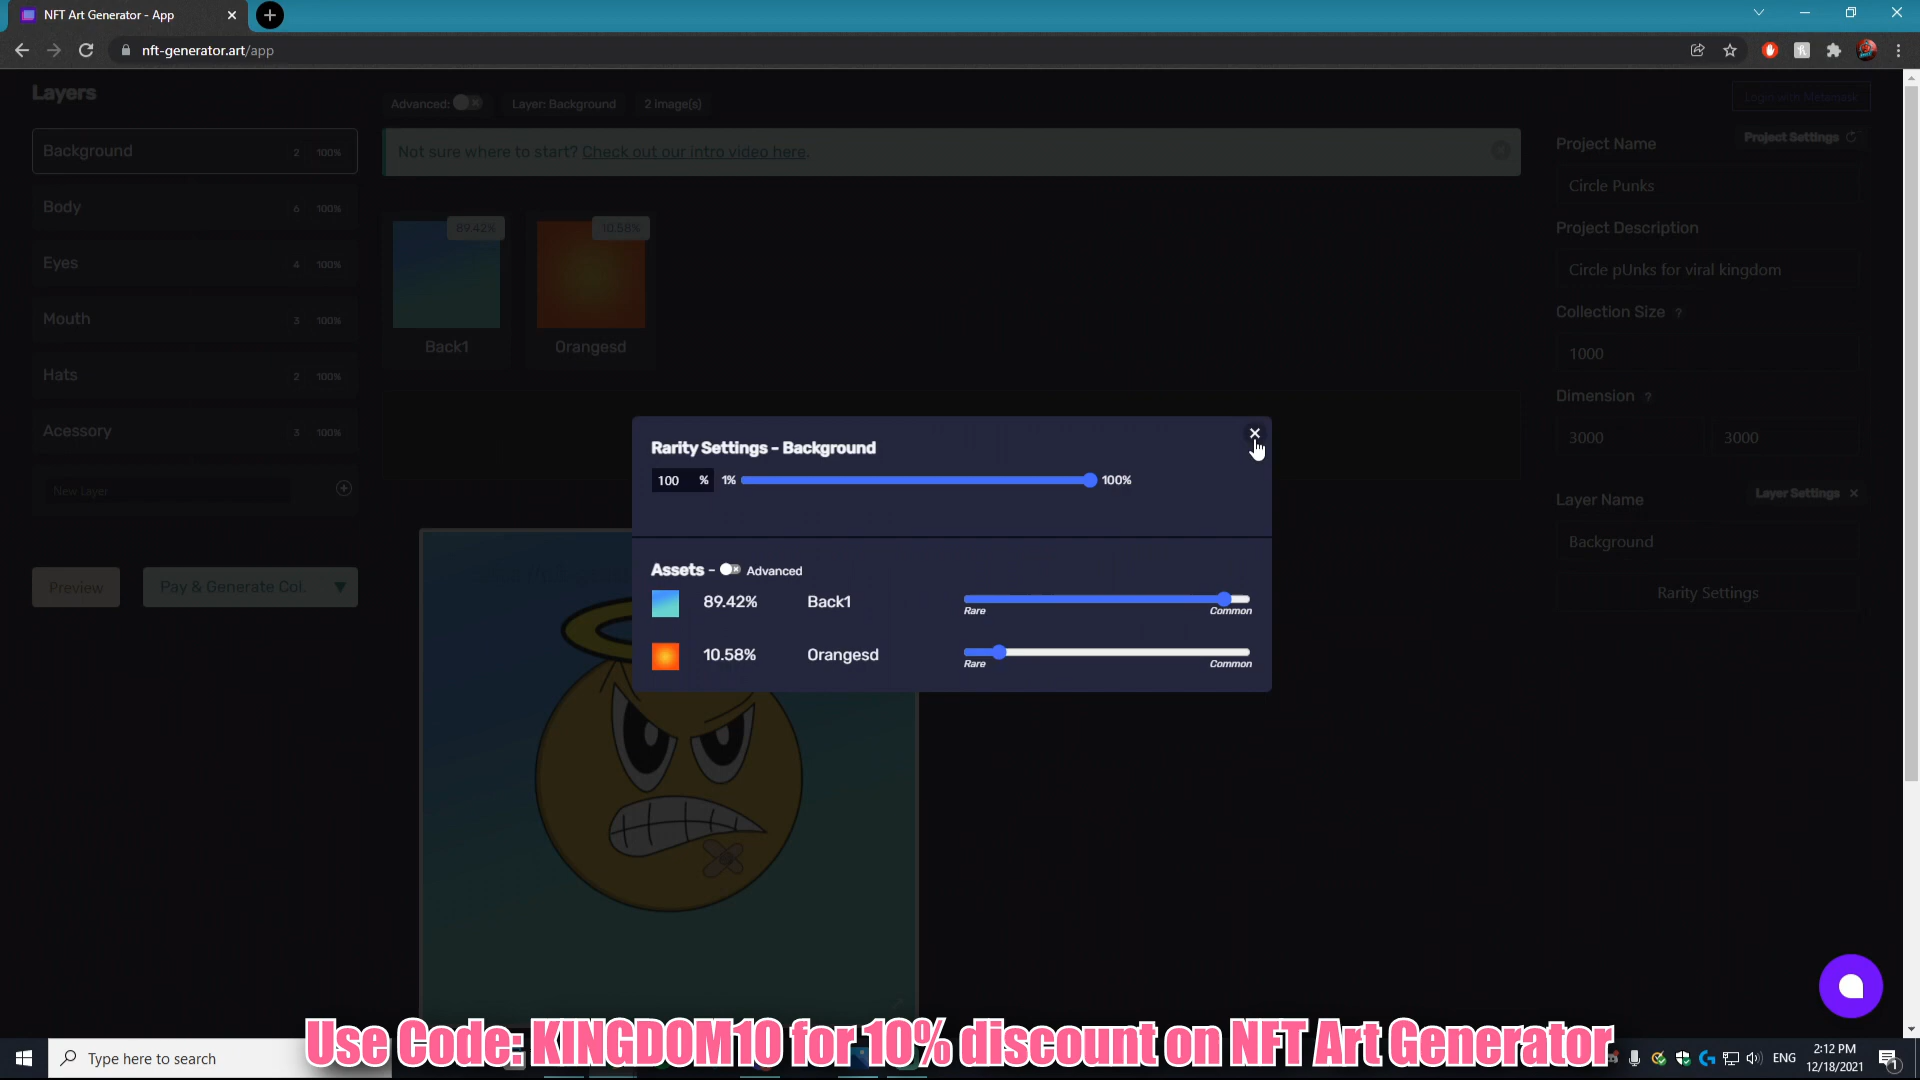 NFT Art Generator - App
nft-generator.art/app
Layers
Advanced:
Layer: Background
2 image(s)
Login with Metamask
Background 2 100%
Body 6 100%
Eyes 4 100%
Mouth 3 100%
Hats 2 100%
Acessory 3 100%
New Layer
Preview
Pay & Generate Col.
Not sure where to start? Check out our intro video here.
89.42%
10.58%
Back1
Orangesd
Project Settings
Project Name
Circle Punks
Project Description
Circle pUnks for viral kingdom
Collection Size ?
1000
Dimension ?
3000 3000
Layer Settings
Layer Name
Background
Rarity Settings
Rarity Settings - Background
100 % 1% 100%
Assets - Advanced
89.42% Back1
Rare Common
10.58% Orangesd
Rare Common
Use Code: KINGDOM10 for 10% discount on NFT Art Generator
Type here to search
ENG
2:12 PM
12/18/2021
1